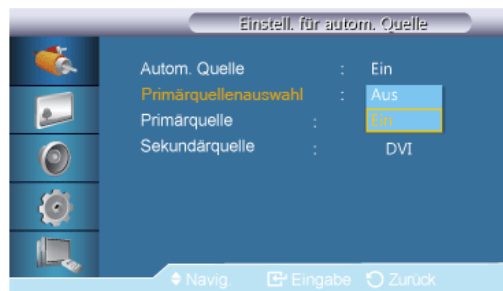 Einstell. für autom. Quelle
Autom. Quelle : Ein
Primärquellenauswahl : Aus
Ein
Primärquelle :
Sekundärquelle : DVI
Navig. Eingabe Zurück